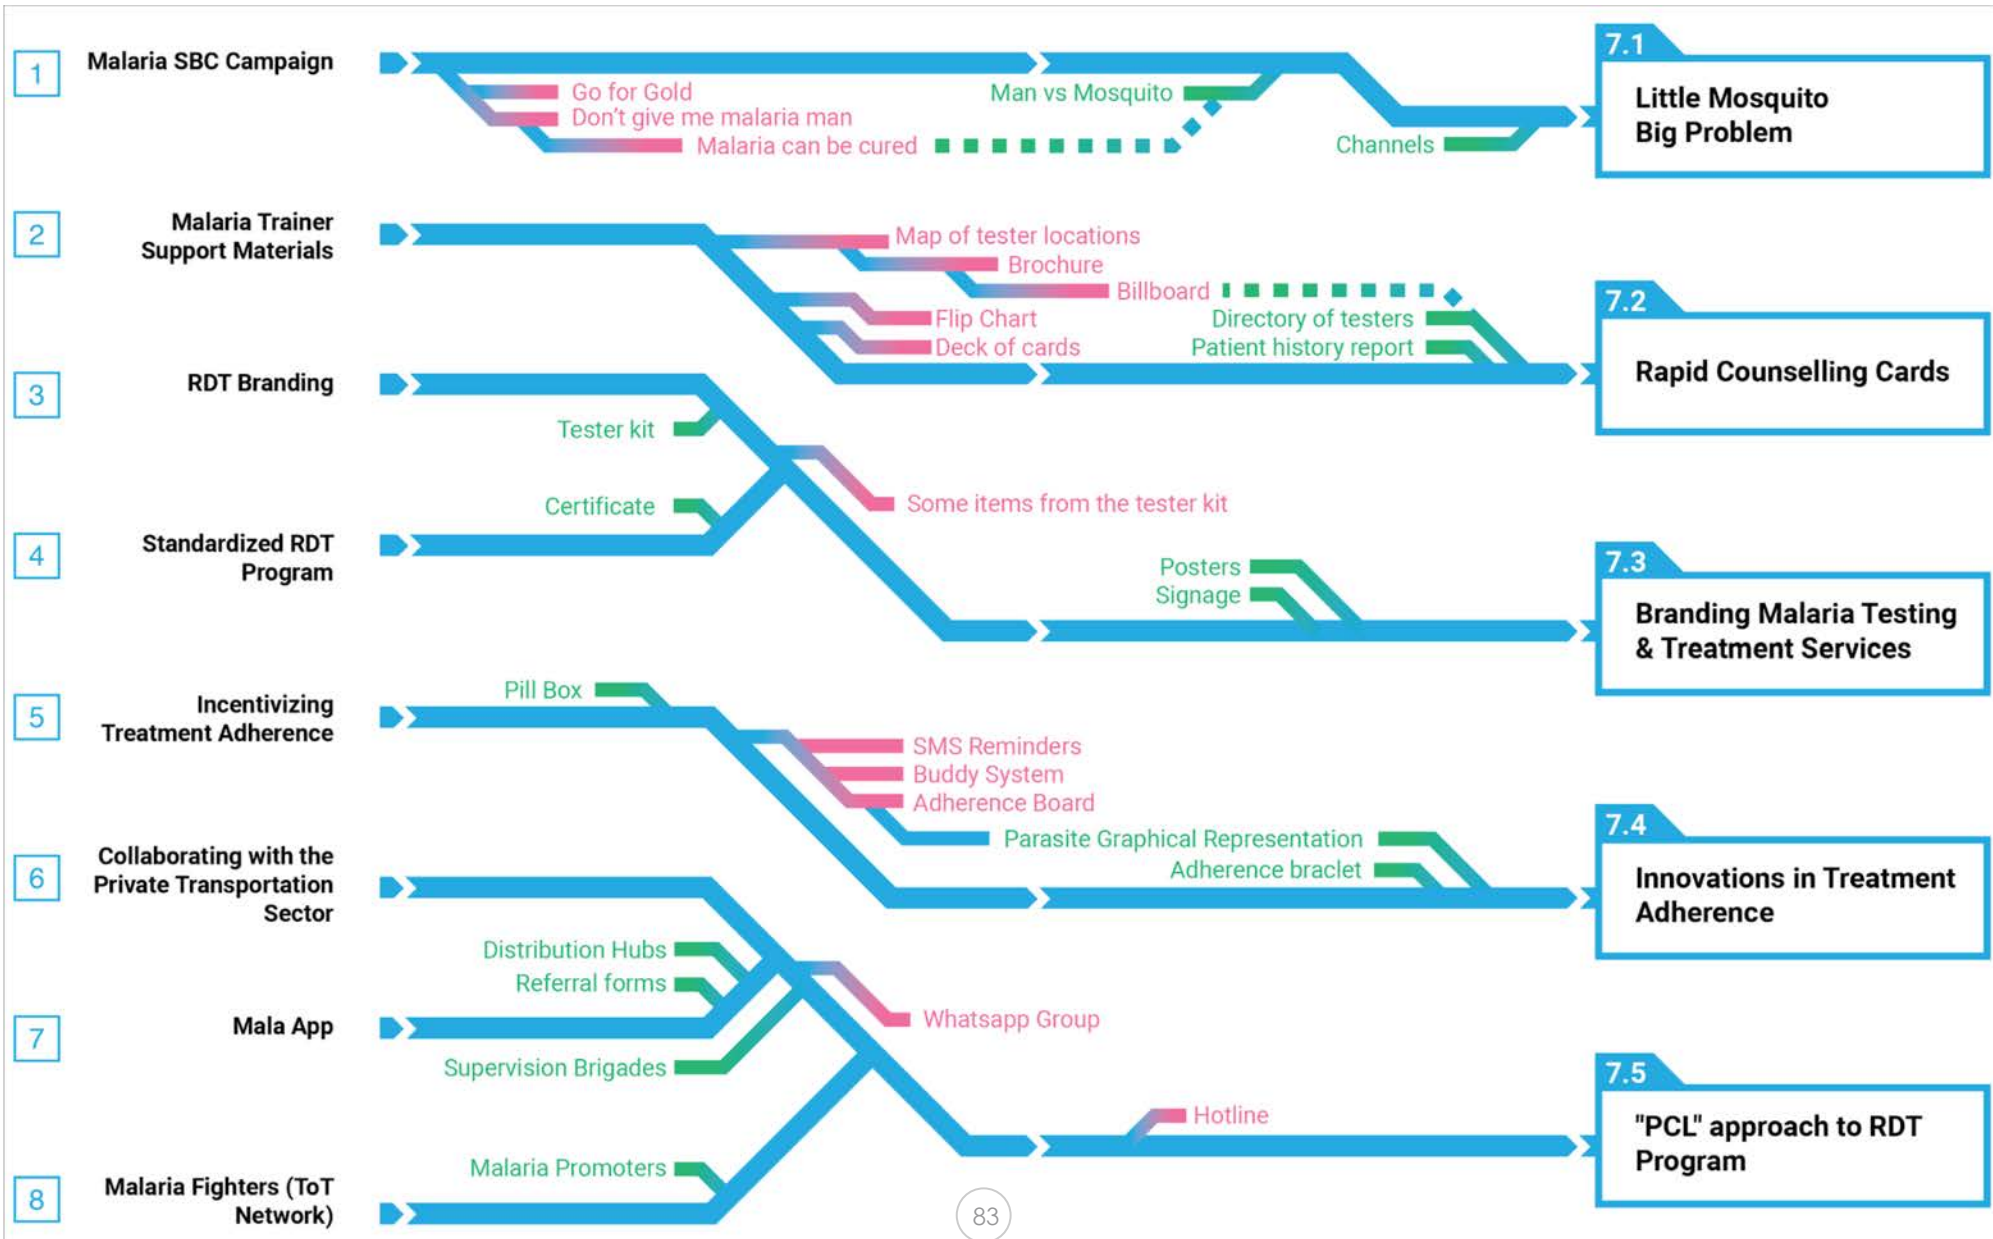 1
Malaria SBC Campaign
Go for Gold
Don't give me malaria man
Malaria can be cured
Man vs Mosquito
Channels
7.1
Little Mosquito
Big Problem
2
Malaria Trainer
Support Materials
Map of tester locations
Brochure
Billboard
Flip Chart
Deck of cards
Directory of testers
Patient history report
7.2
Rapid Counselling Cards
3
RDT Branding
Tester kit
Certificate
Some items from the tester kit
4
Standardized RDT
Program
Posters
Signage
7.3
Branding Malaria Testing
& Treatment Services
5
Incentivizing
Treatment Adherence
Pill Box
SMS Reminders
Buddy System
Adherence Board
Parasite Graphical Representation
Adherence braclet
7.4
Innovations in Treatment
Adherence
6
Collaborating with the
Private Transportation
Sector
Distribution Hubs
Referral forms
7
Mala App
Supervision Brigades
Whatsapp Group
Hotline
7.5
"PCL" approach to RDT
Program
8
Malaria Fighters (ToT
Network)
Malaria Promoters
83